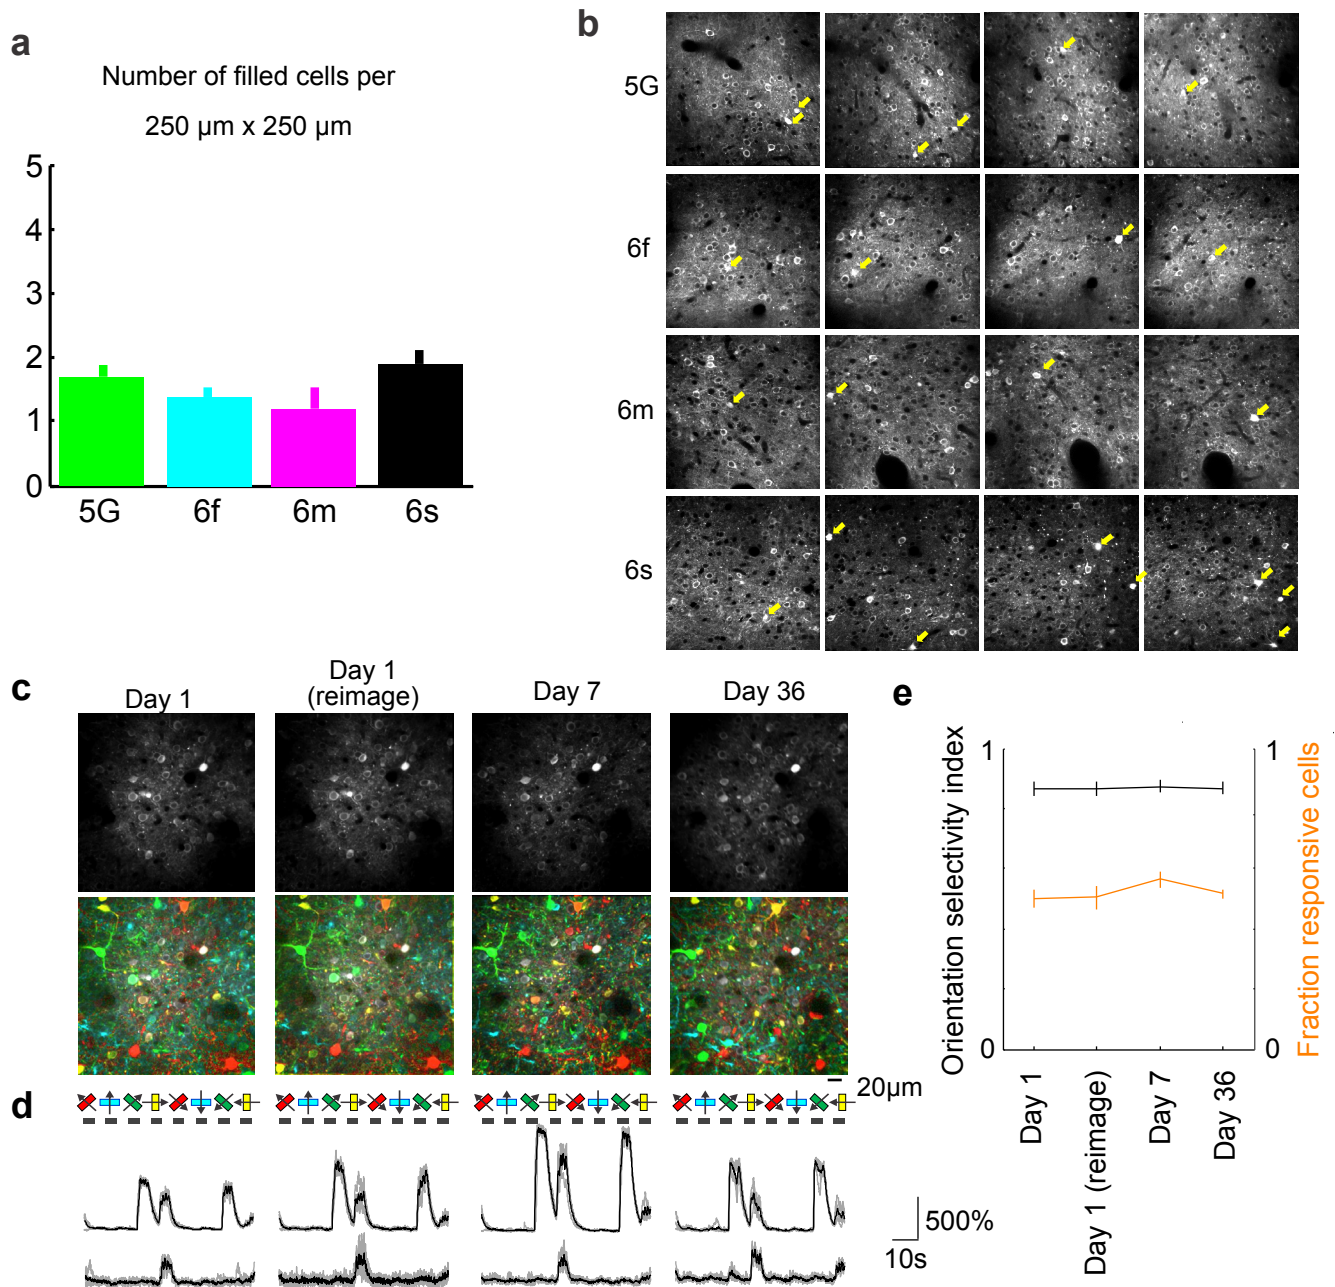 a
Number of filled cells per
250 µm x 250 µm
5
4
3
2
1
0
5G 6f 6m 6s
b
5G
6f
6m
6s
c
Day 1
Day 1
(reimage)
Day 7
Day 36
20µm
d
500%
10s
e
Orientation selectivity index
1
0
1
0
Fraction responsive cells
Day 1
Day 1 (reimage)
Day 7
Day 36